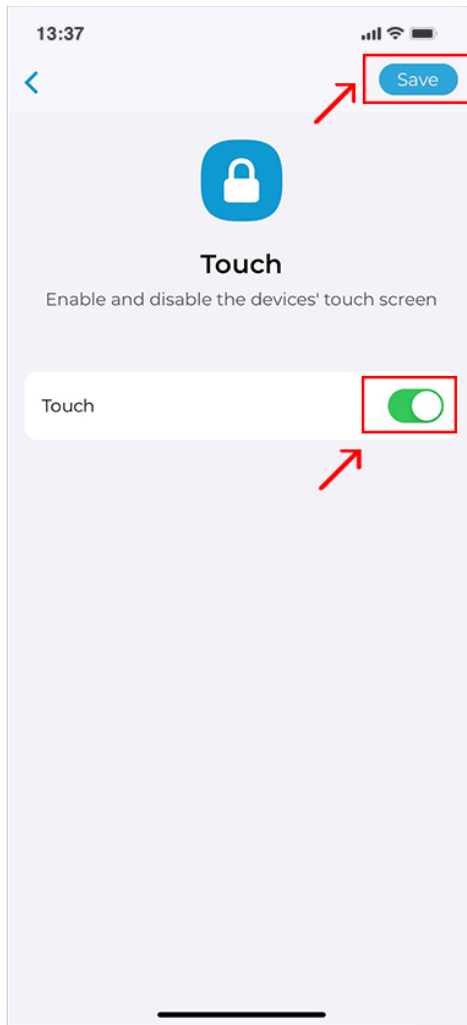 13:37
Save
Touch
Enable and disable the devices' touch screen
Touch